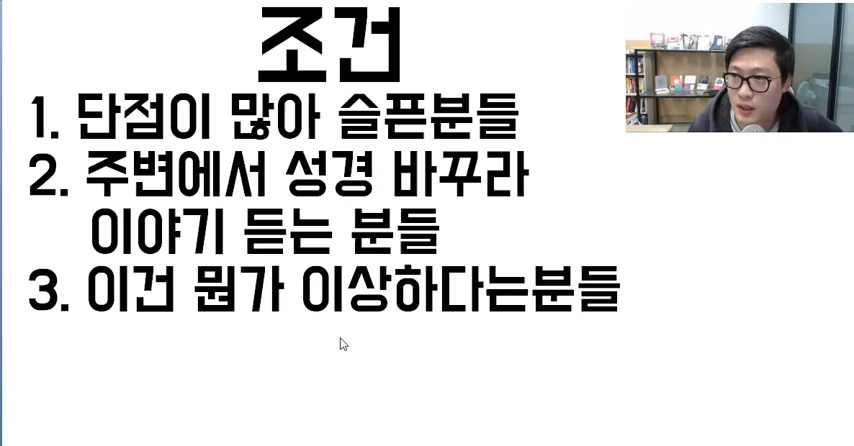 조건
1. 단점이 많아 슬픈분들
2. 주변에서 성경 바꾸라
이야기 듣는 분들
3. 이건 뭔가 이상하다는분들